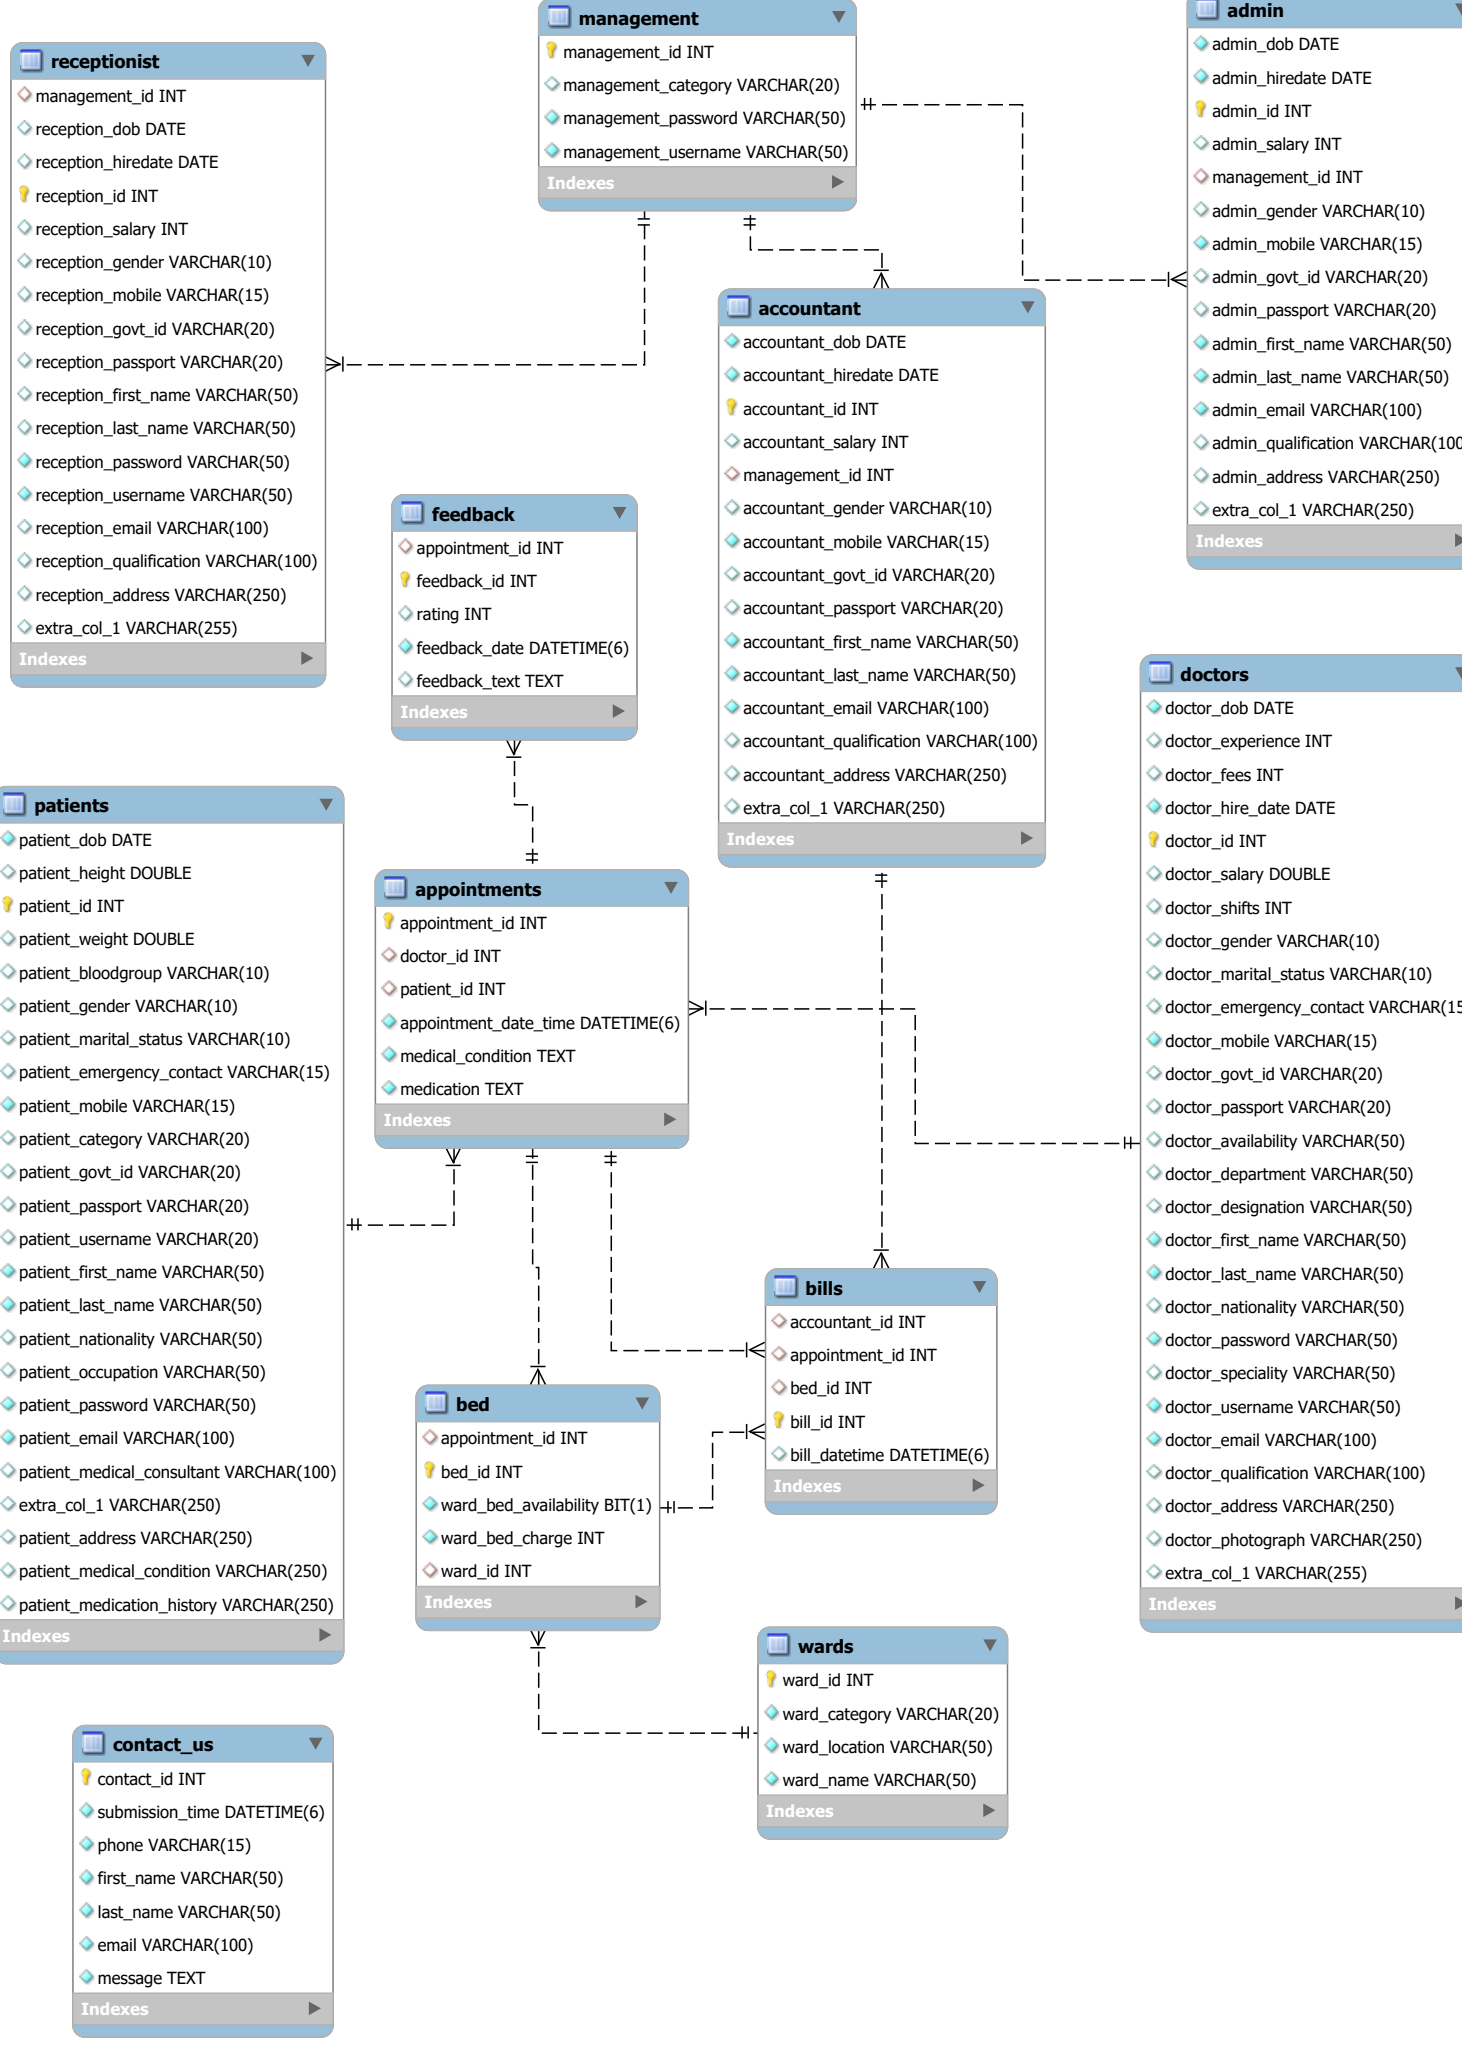 management
management_id INT
management_category VARCHAR(20)
management_password VARCHAR(50)
management_username VARCHAR(50)
Indexes
admin
admin_dob DATE
admin_hiredate DATE
admin_id INT
admin_salary INT
management_id INT
admin_gender VARCHAR(10)
admin_mobile VARCHAR(15)
admin_govt_id VARCHAR(20)
admin_passport VARCHAR(20)
admin_first_name VARCHAR(50)
admin_last_name VARCHAR(50)
admin_email VARCHAR(100)
admin_qualification VARCHAR(100
admin_address VARCHAR(250)
extra_col_1 VARCHAR(250)
Indexes
receptionist
management_id INT
reception_dob DATE
reception_hiredate DATE
reception_id INT
reception_salary INT
reception_gender VARCHAR(10)
reception_mobile VARCHAR(15)
reception_govt_id VARCHAR(20)
reception_passport VARCHAR(20)
reception_first_name VARCHAR(50)
reception_last_name VARCHAR(50)
reception_password VARCHAR(50)
reception_username VARCHAR(50)
reception_email VARCHAR(100)
reception_qualification VARCHAR(100)
reception_address VARCHAR(250)
extra_col_1 VARCHAR(255)
Indexes
accountant
accountant_dob DATE
accountant_hiredate DATE
accountant_id INT
accountant_salary INT
management_id INT
accountant_gender VARCHAR(10)
accountant_mobile VARCHAR(15)
accountant_govt_id VARCHAR(20)
accountant_passport VARCHAR(20)
accountant_first_name VARCHAR(50)
accountant_last_name VARCHAR(50)
accountant_email VARCHAR(100)
accountant_qualification VARCHAR(100)
accountant_address VARCHAR(250)
extra_col_1 VARCHAR(250)
Indexes
feedback
appointment_id INT
feedback_id INT
rating INT
feedback_date DATETIME(6)
feedback_text TEXT
Indexes
doctors
doctor_dob DATE
doctor_experience INT
doctor_fees INT
doctor_hire_date DATE
doctor_id INT
doctor_salary DOUBLE
doctor_shifts INT
doctor_gender VARCHAR(10)
doctor_marital_status VARCHAR(10)
doctor_emergency_contact VARCHAR(15
doctor_mobile VARCHAR(15)
doctor_govt_id VARCHAR(20)
doctor_passport VARCHAR(20)
doctor_availability VARCHAR(50)
doctor_department VARCHAR(50)
doctor_designation VARCHAR(50)
doctor_first_name VARCHAR(50)
doctor_last_name VARCHAR(50)
doctor_nationality VARCHAR(50)
doctor_password VARCHAR(50)
doctor_speciality VARCHAR(50)
doctor_username VARCHAR(50)
doctor_email VARCHAR(100)
doctor_qualification VARCHAR(100)
doctor_address VARCHAR(250)
doctor_photograph VARCHAR(250)
extra_col_1 VARCHAR(255)
Indexes
patients
patient_dob DATE
patient_height DOUBLE
patient_id INT
patient_weight DOUBLE
patient_bloodgroup VARCHAR(10)
patient_gender VARCHAR(10)
patient_marital_status VARCHAR(10)
patient_emergency_contact VARCHAR(15)
patient_mobile VARCHAR(15)
patient_category VARCHAR(20)
patient_govt_id VARCHAR(20)
patient_passport VARCHAR(20)
patient_username VARCHAR(20)
patient_first_name VARCHAR(50)
patient_last_name VARCHAR(50)
patient_nationality VARCHAR(50)
patient_occupation VARCHAR(50)
patient_password VARCHAR(50)
patient_email VARCHAR(100)
patient_medical_consultant VARCHAR(100)
extra_col_1 VARCHAR(250)
patient_address VARCHAR(250)
patient_medical_condition VARCHAR(250)
patient_medication_history VARCHAR(250)
Indexes
appointments
appointment_id INT
doctor_id INT
patient_id INT
appointment_date_time DATETIME(6)
medical_condition TEXT
medication TEXT
Indexes
bills
accountant_id INT
appointment_id INT
bed_id INT
bill_id INT
bill_datetime DATETIME(6)
Indexes
bed
appointment_id INT
bed_id INT
ward_bed_availability BIT(1)
ward_bed_charge INT
ward_id INT
Indexes
wards
ward_id INT
ward_category VARCHAR(20)
ward_location VARCHAR(50)
ward_name VARCHAR(50)
Indexes
contact_us
contact_id INT
submission_time DATETIME(6)
phone VARCHAR(15)
first_name VARCHAR(50)
last_name VARCHAR(50)
email VARCHAR(100)
message TEXT
Indexes